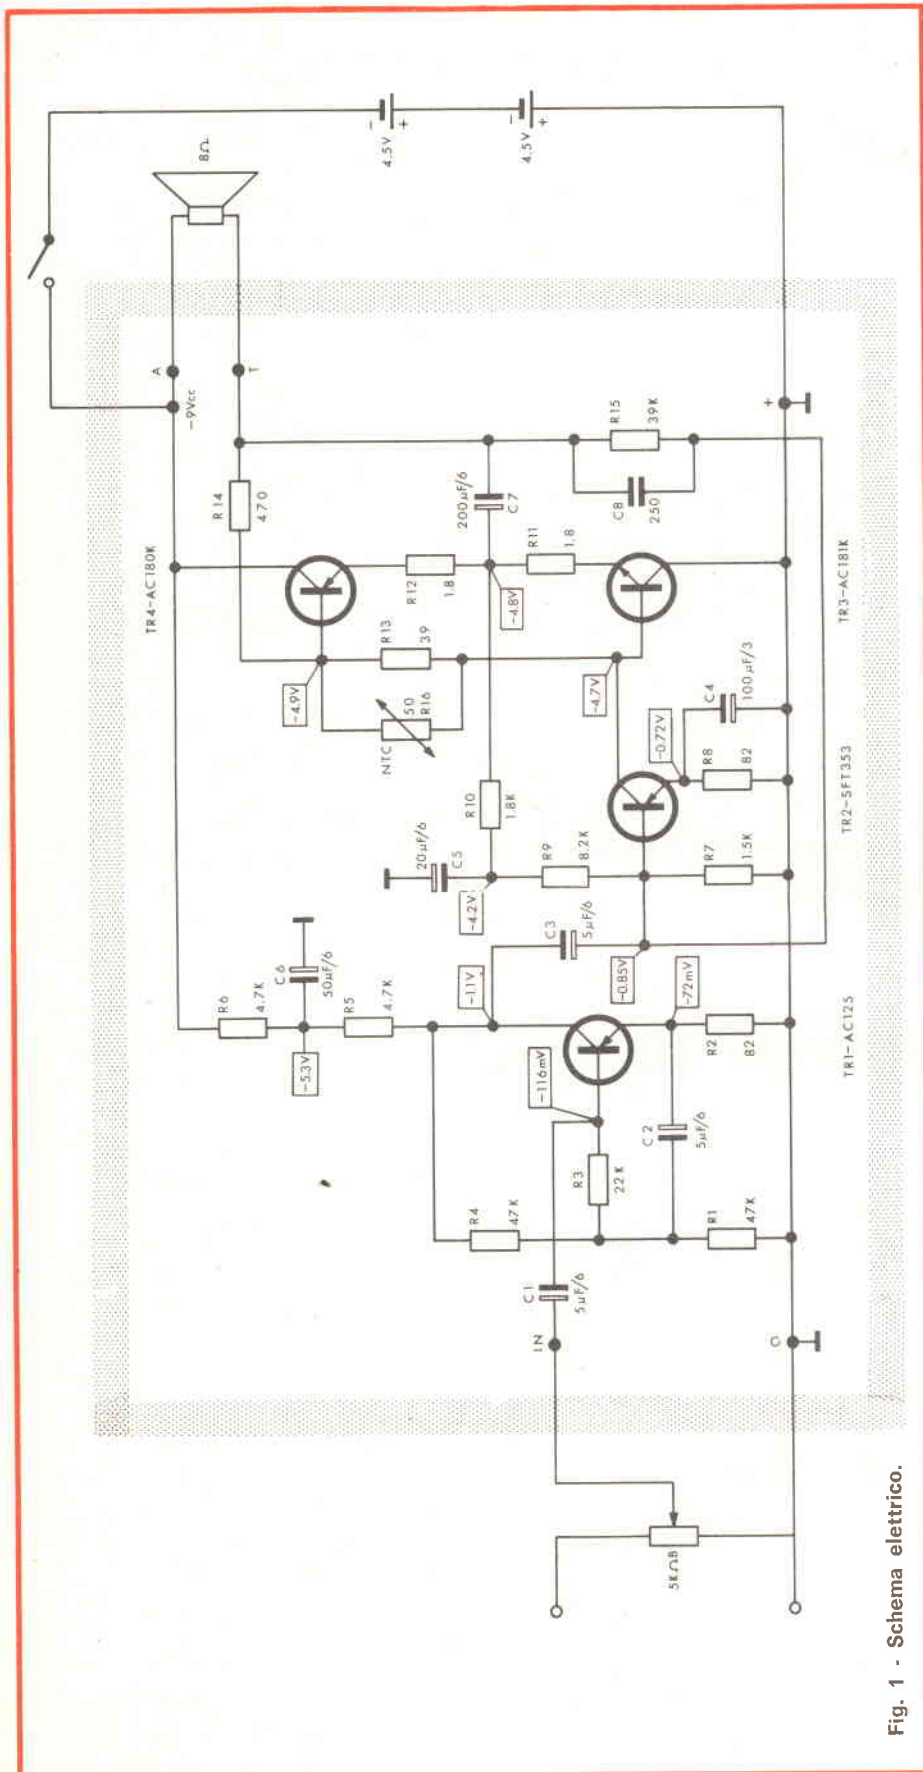 8Ω
4.5V
-
+
4.5V
-
+
A
-9Vcc
T
TR4-AC180K
R14
470
R12
1.8
200µF/6
C7
R11
1.8
-4.8V
C8
250
R15
39K
+
TR3-AC181K
-4.9V
R13
39
NTC
50
R16
-4.7V
-0.72V
C4
100µF/3
R8
82
TR2-SFT353
R10
1.8K
20µF/6
C5
-4.2V
R9
8.2K
R7
1.5K
C3
5µF/6
-0.85V
R6
4.7K
C6
50µF/6
-5.3V
R5
4.7K
-1.1V
-116mV
-72mV
R2
82
TR1-AC125
R4
47K
R3
22K
C2
5µF/6
R1
47K
C1
5µF/6
IN
5KΩB
Fig. 1 - Schema elettrico.